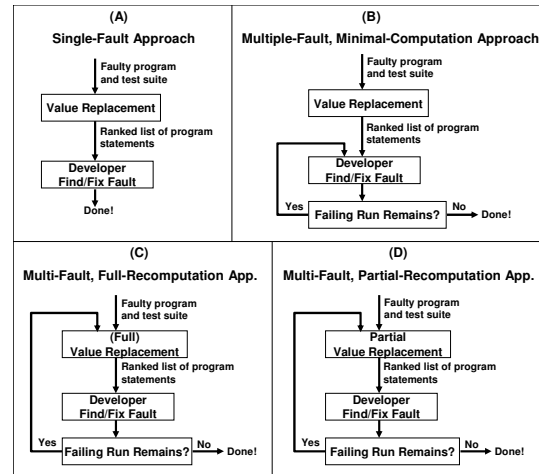 (A)
Single-Fault Approach
Faulty program
and test suite
Value Replacement
Ranked list of program
statements
Developer
Find/Fix Fault
Done!
(B)
Multiple-Fault, Minimal-Computation Approach
Faulty program
and test suite
Value Replacement
Ranked list of program
statements
Developer
Find/Fix Fault
Yes
Failing Run Remains?
No
Done!
(C)
Multi-Fault, Full-Recomputation App.
Faulty program
and test suite
(Full)
Value Replacement
Ranked list of program
statements
Developer
Find/Fix Fault
Yes
Failing Run Remains?
No
Done!
(D)
Multi-Fault, Partial-Recomputation App.
Faulty program
and test suite
Partial
Value Replacement
Ranked list of program
statements
Developer
Find/Fix Fault
Yes
Failing Run Remains?
No
Done!